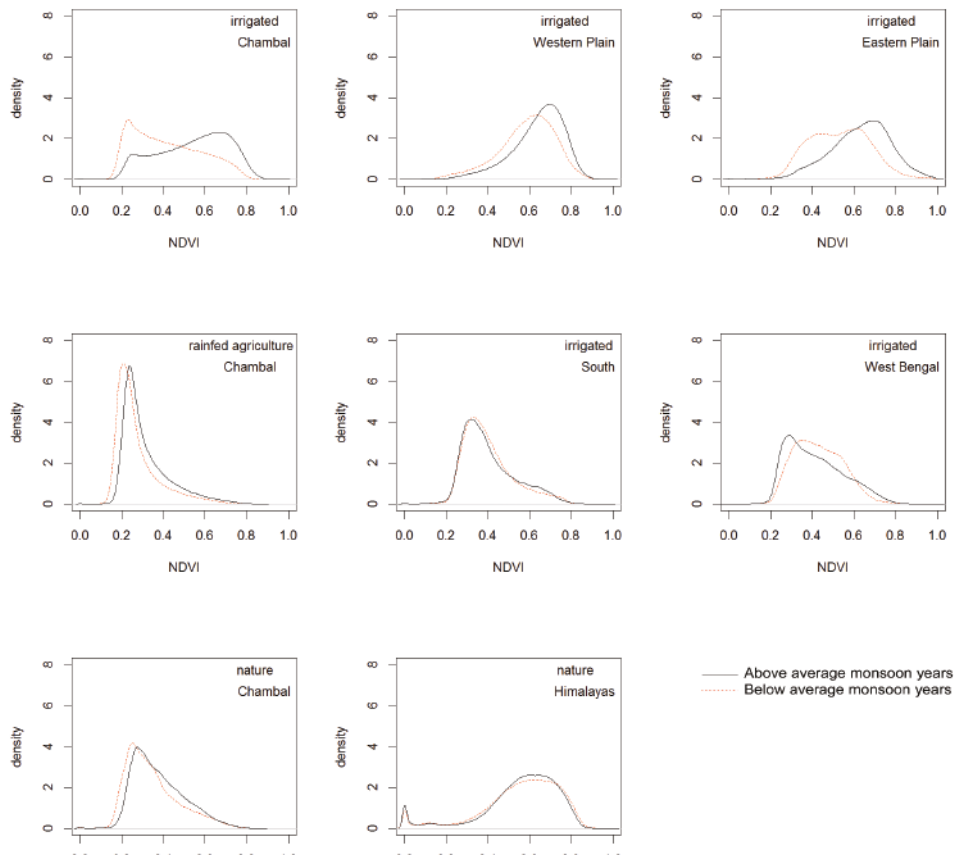 irrigated
Chambal
density
0 2 4 6 8
0.0 0.2 0.4 0.6 0.8 1.0
NDVI
irrigated
Western Plain
density
0 2 4 6 8
0.0 0.2 0.4 0.6 0.8 1.0
NDVI
irrigated
Eastern Plain
density
0 2 4 6 8
0.0 0.2 0.4 0.6 0.8 1.0
NDVI
rainfed agriculture
Chambal
density
0 2 4 6 8
0.0 0.2 0.4 0.6 0.8 1.0
NDVI
irrigated
South
density
0 2 4 6 8
0.0 0.2 0.4 0.6 0.8 1.0
NDVI
irrigated
West Bengal
density
0 2 4 6 8
0.0 0.2 0.4 0.6 0.8 1.0
NDVI
nature
Chambal
density
0 2 4 6 8
nature
Himalayas
density
0 2 4 6 8
Above average monsoon years
Below average monsoon years